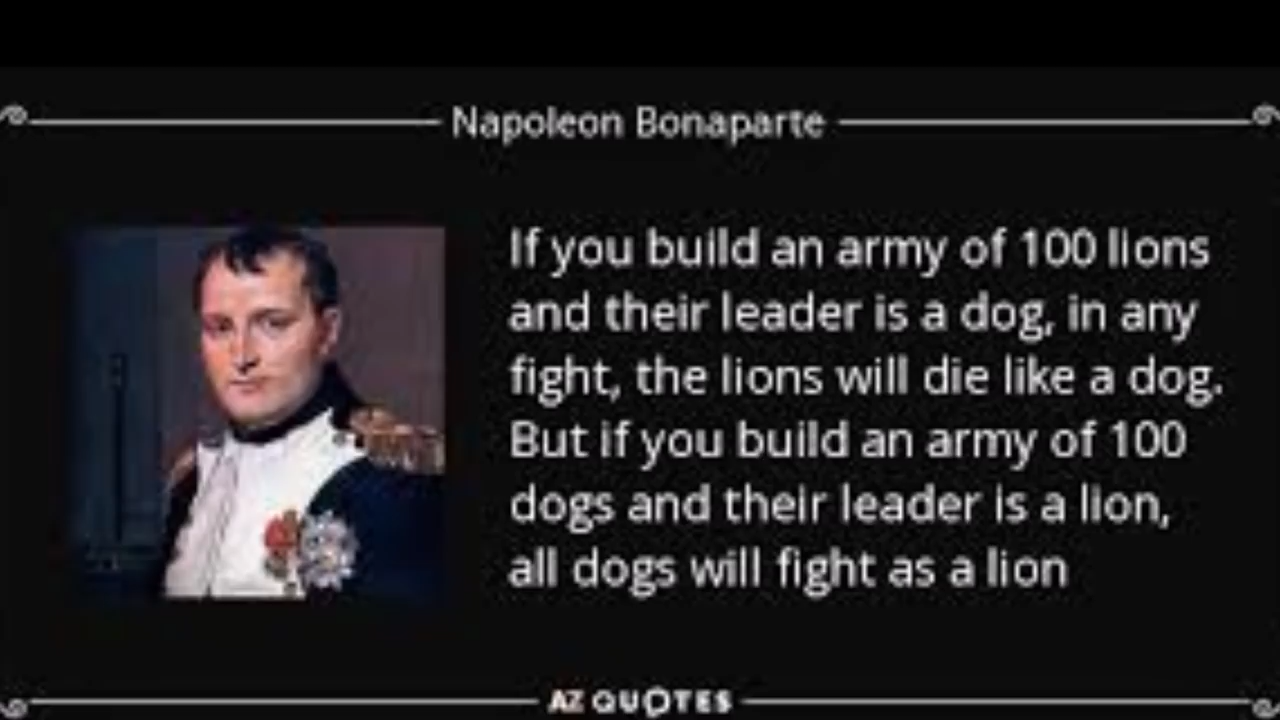 Napoleon Bonaparte
If you build an army of 100 lions
and their leader is a dog, in any
fight, the lions will die like a dog.
But if you build an army of 100
dogs and their leader is a lion,
all dogs will fight as a lion
AZ QUOTES